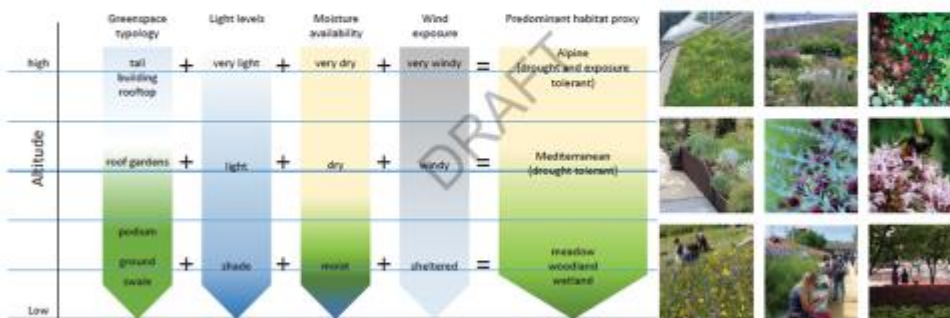 Greenspace
typology
Light levels
Moisture
availability
Wind
exposure
Predominant habitat proxy
high
tall
building
rooftop
+
very light
+
very dry
+
very windy
=
Alpine
(drought and exposure
tolerant)
Altitude
roof gardens
+
light
+
dry
+
windy
=
Mediterranean
(drought tolerant)
podium
ground
swale
+
shade
+
moist
+
sheltered
=
meadow
woodland
wetland
Low
DRAFT